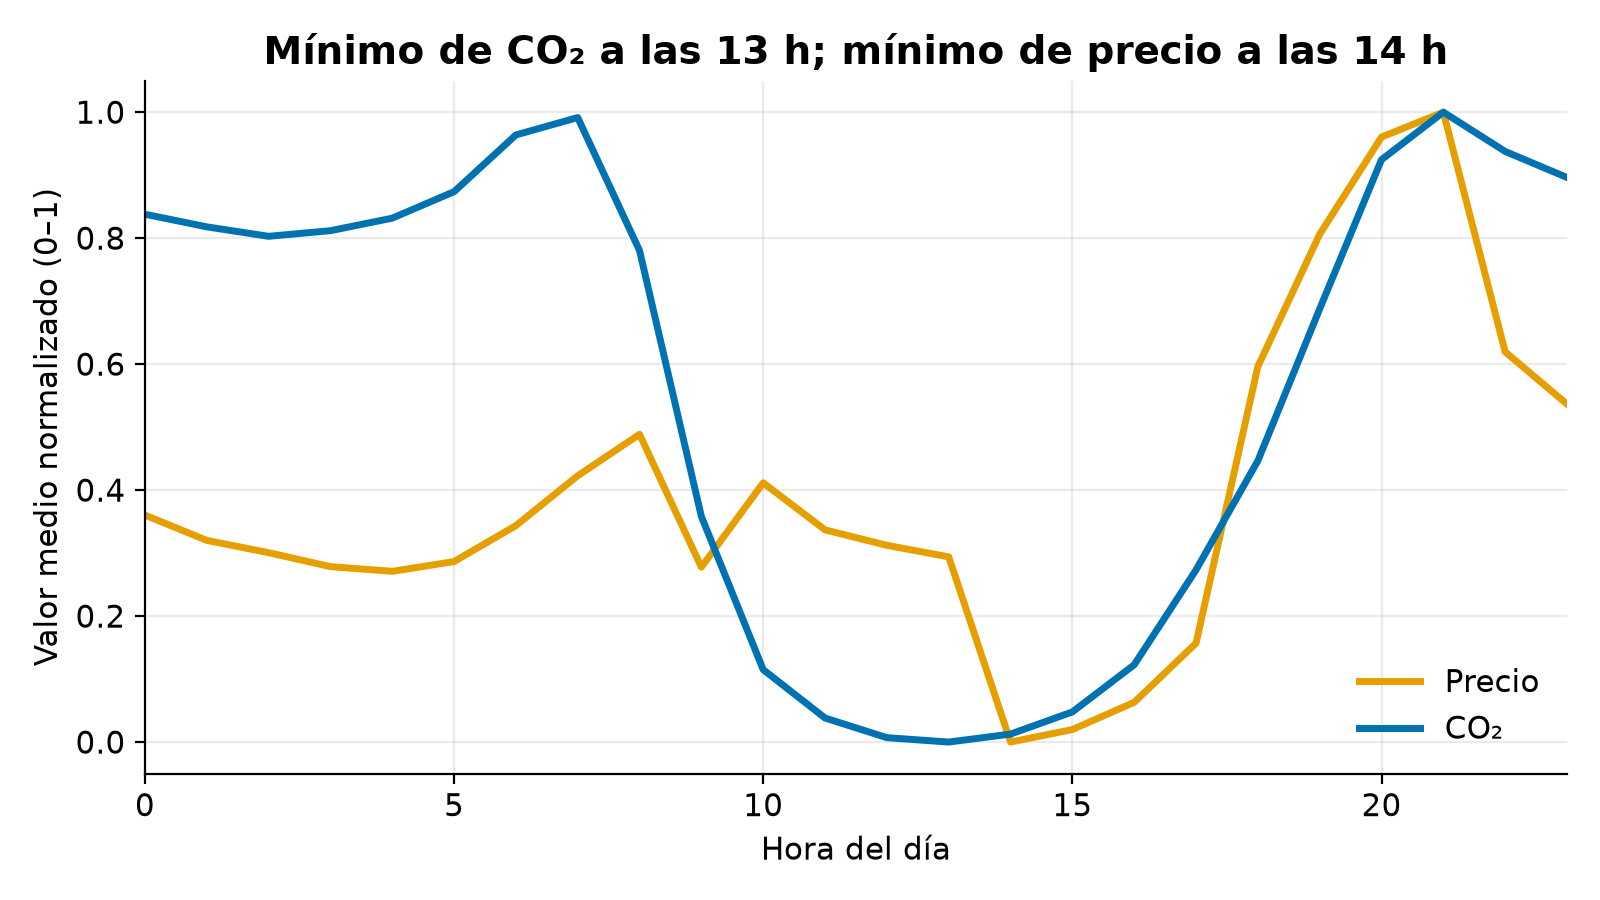 Mínimo de CO₂ a las 13 h; mínimo de precio a las 14 h
Valor medio normalizado (0–1)
1.0
0.8
0.6
0.4
0.2
0.0
Precio
CO₂
0 5 10 15 20
Hora del día